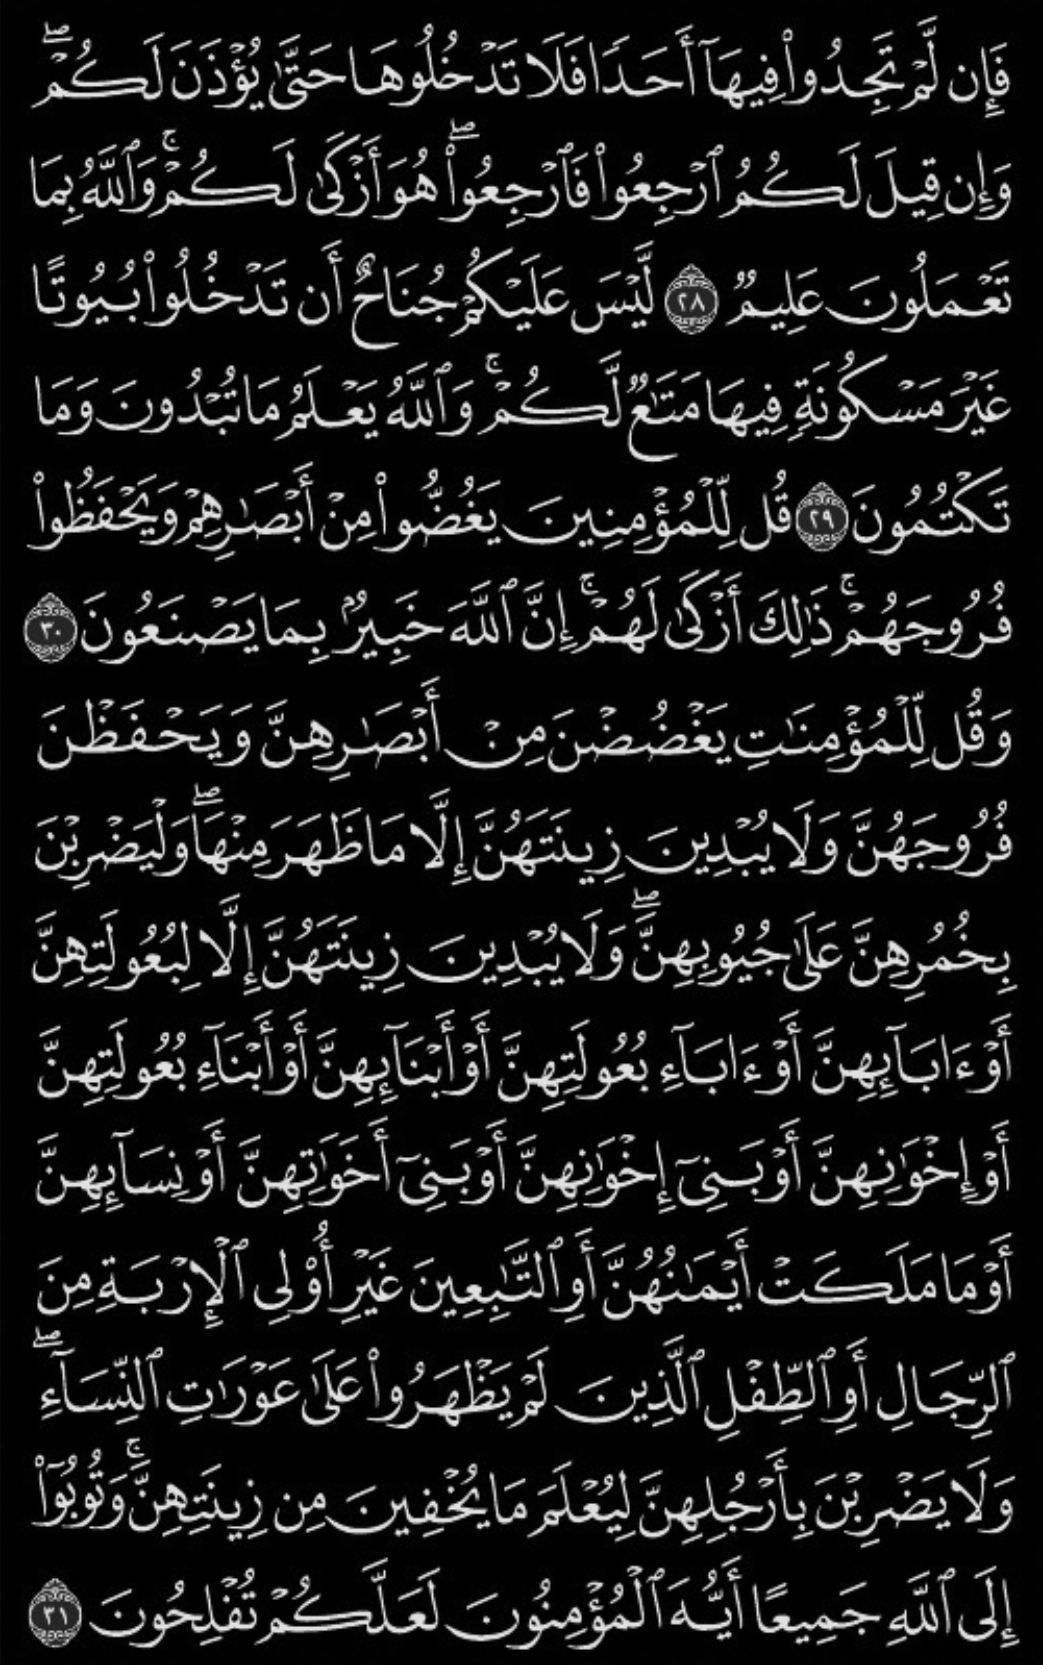 فَإِن لَّمْ تَجِدُوا۟ فِيهَآ أَحَدًۭا فَلَا تَدْخُلُوهَا حَتَّىٰ يُؤْذَنَ لَكُمْ ۖ
وَإِن قِيلَ لَكُمُ ٱرْجِعُوا۟ فَٱرْجِعُوا۟ ۖ هُوَ أَزْكَىٰ لَكُمْ ۚ وَٱللَّهُ بِمَا
تَعْمَلُونَ عَلِيمٌۭ ٢٨ لَّيْسَ عَلَيْكُمْ جُنَاحٌ أَن تَدْخُلُوا۟ بُيُوتًا
غَيْرَ مَسْكُونَةٍۢ فِيهَا مَتَـٰعٌۭ لَّكُمْ ۚ وَٱللَّهُ يَعْلَمُ مَا تُبْدُونَ وَمَا
تَكْتُمُونَ ٢٩ قُل لِّلْمُؤْمِنِينَ يَغُضُّوا۟ مِنْ أَبْصَـٰرِهِمْ وَيَحْفَظُوا۟
فُرُوجَهُمْ ۚ ذَٰلِكَ أَزْكَىٰ لَهُمْ ۚ إِنَّ ٱللَّهَ خَبِيرٌۢ بِمَا يَصْنَعُونَ ٣٠
وَقُل لِّلْمُؤْمِنَـٰتِ يَغْضُضْنَ مِنْ أَبْصَـٰرِهِنَّ وَيَحْفَظْنَ
فُرُوجَهُنَّ وَلَا يُبْدِينَ زِينَتَهُنَّ إِلَّا مَا ظَهَرَ مِنْهَا ۖ وَلْيَضْرِبْنَ
بِخُمُرِهِنَّ عَلَىٰ جُيُوبِهِنَّ ۖ وَلَا يُبْدِينَ زِينَتَهُنَّ إِلَّا لِبُعُولَتِهِنَّ
أَوْ ءَابَآئِهِنَّ أَوْ ءَابَآءِ بُعُولَتِهِنَّ أَوْ أَبْنَآئِهِنَّ أَوْ أَبْنَآءِ بُعُولَتِهِنَّ
أَوْ إِخْوَٰنِهِنَّ أَوْ بَنِىٓ إِخْوَٰنِهِنَّ أَوْ بَنِىٓ أَخَوَٰتِهِنَّ أَوْ نِسَآئِهِنَّ
أَوْ مَا مَلَكَتْ أَيْمَـٰنُهُنَّ أَوِ ٱلتَّـٰبِعِينَ غَيْرِ أُو۟لِى ٱلْإِرْبَةِ مِنَ
ٱلرِّجَالِ أَوِ ٱلطِّفْلِ ٱلَّذِينَ لَمْ يَظْهَرُوا۟ عَلَىٰ عَوْرَٰتِ ٱلنِّسَآءِ ۖ
وَلَا يَضْرِبْنَ بِأَرْجُلِهِنَّ لِيُعْلَمَ مَا يُخْفِينَ مِن زِينَتِهِنَّ ۚ وَتُوبُوٓا۟
إِلَى ٱللَّهِ جَمِيعًا أَيُّهَ ٱلْمُؤْمِنُونَ لَعَلَّكُمْ تُفْلِحُونَ ٣١